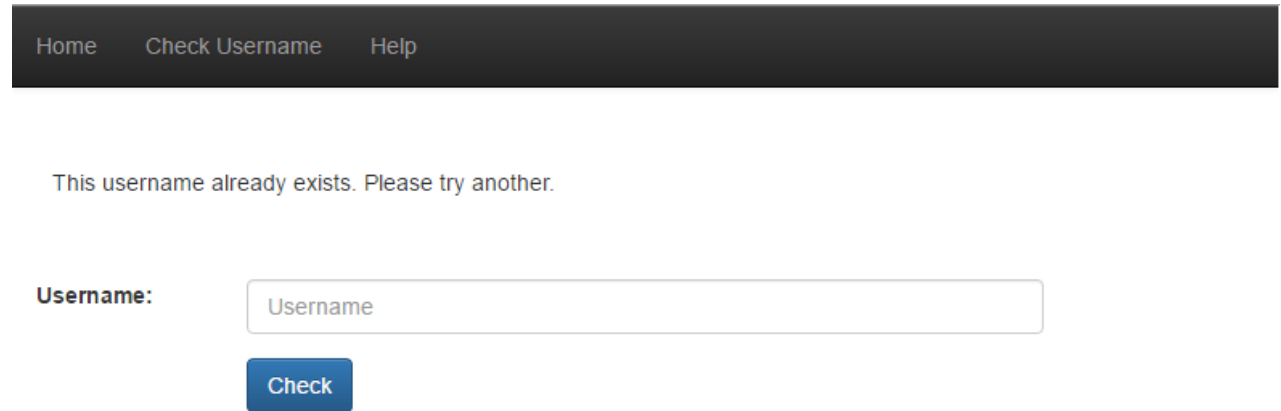 Home Check Username Help
This username already exists. Please try another.
Username: Username
Check